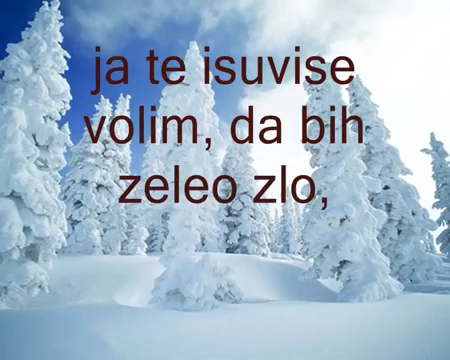 ja te isuvise
volim, da bih
zeleo zlo,